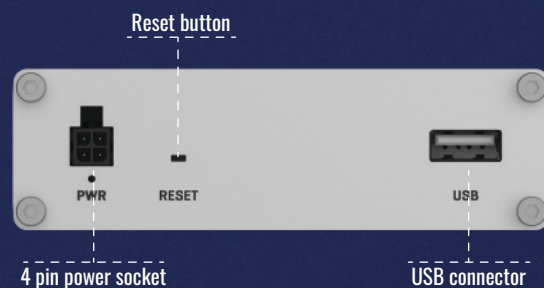 Reset button
PWR
RESET
USB
4 pin power socket
USB connector